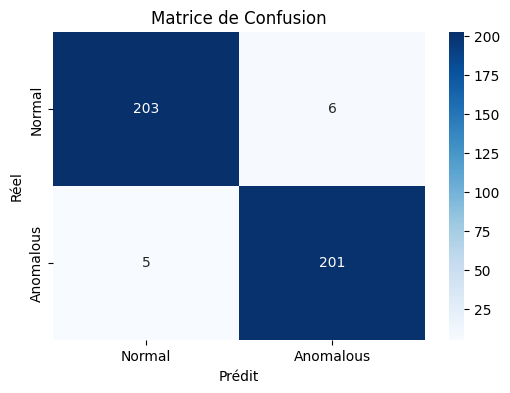 Matrice de Confusion
Réel
Normal
203
6
Anomalous
5
201
Normal
Anomalous
Prédit
200
175
150
125
100
75
50
25